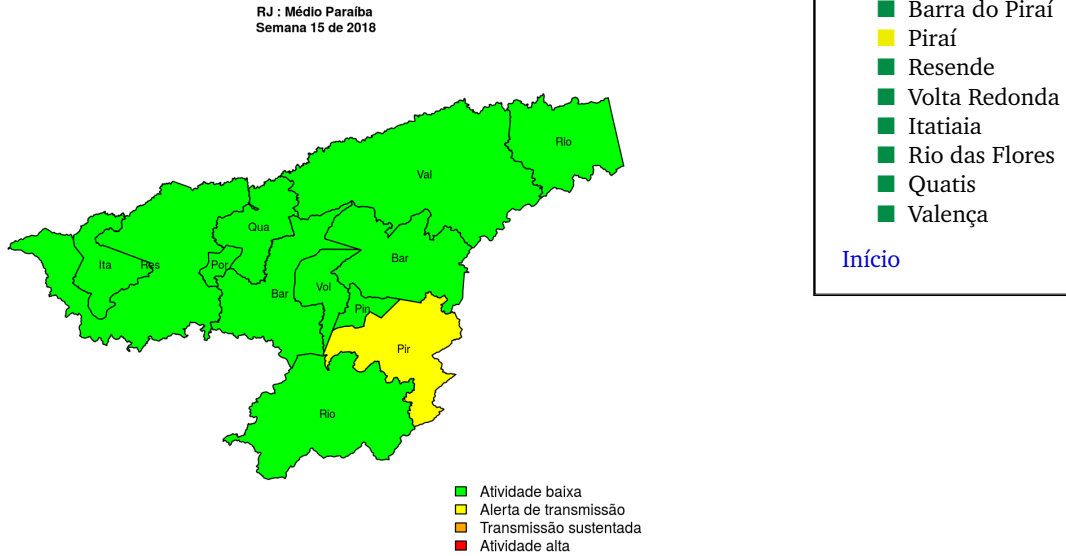 RJ : Médio Paraíba
Semana 15 de 2018
Rio
Val
Qua
Ita
Res
Por
Bar
Bar
Vol
Pin
Pir
Rio
Atividade baixa
Alerta de transmissão
Transmissão sustentada
Atividade alta
Barra do Piraí
Piraí
Resende
Volta Redonda
Itatiaia
Rio das Flores
Quatis
Valença
Início